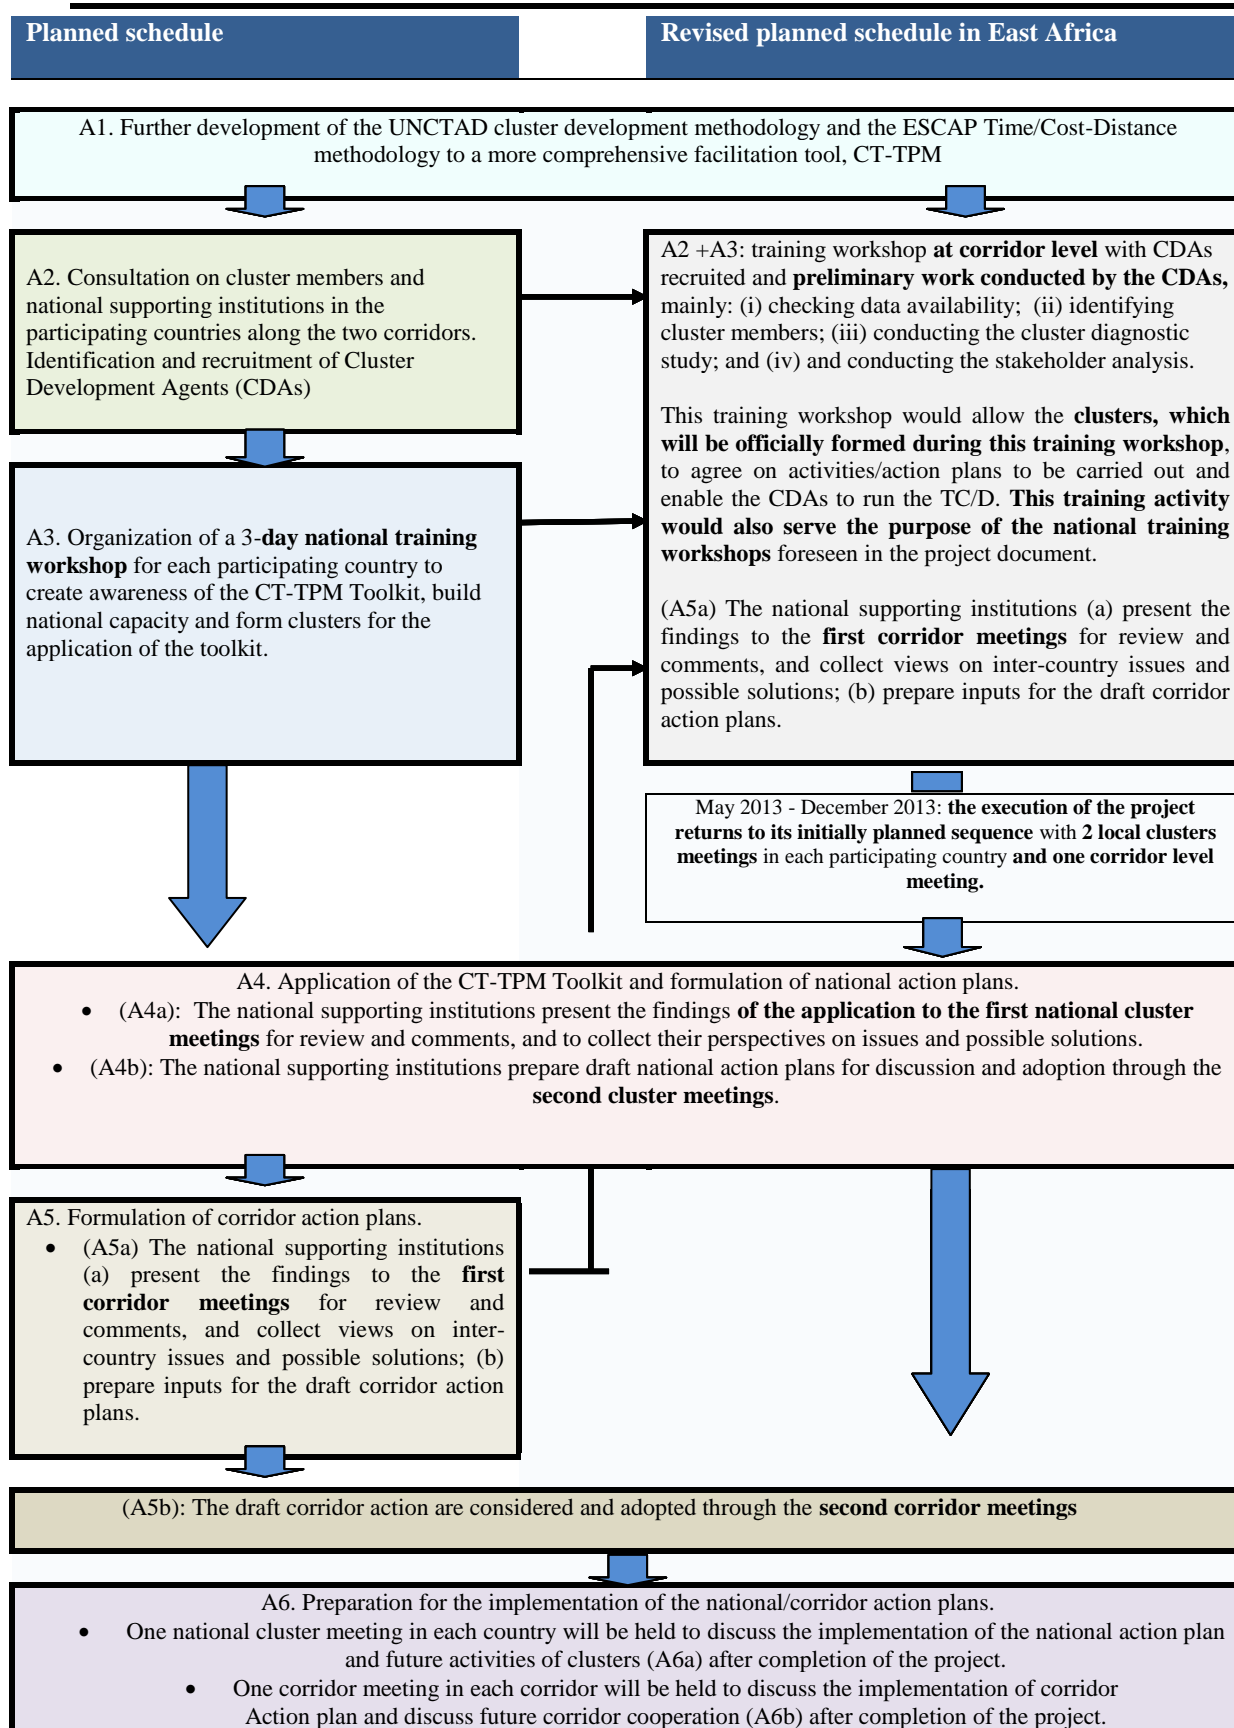 Planned schedule
Revised planned schedule in East Africa
A1. Further development of the UNCTAD cluster development methodology and the ESCAP Time/Cost-Distance
methodology to a more comprehensive facilitation tool, CT-TPM
A2. Consultation on cluster members and
national supporting institutions in the
participating countries along the two corridors.
Identification and recruitment of Cluster
Development Agents (CDAs)
A3. Organization of a 3-day national training
workshop for each participating country to
create awareness of the CT-TPM Toolkit, build
national capacity and form clusters for the
application of the toolkit.
A2 +A3: training workshop at corridor level with CDAs
recruited and preliminary work conducted by the CDAs,
mainly: (i) checking data availability; (ii) identifying
cluster members; (iii) conducting the cluster diagnostic
study; and (iv) and conducting the stakeholder analysis.
This training workshop would allow the clusters, which
will be officially formed during this training workshop,
to agree on activities/action plans to be carried out and
enable the CDAs to run the TC/D. This training activity
would also serve the purpose of the national training
workshops foreseen in the project document.
(A5a) The national supporting institutions (a) present the
findings to the first corridor meetings for review and
comments, and collect views on inter-country issues and
possible solutions; (b) prepare inputs for the draft corridor
action plans.
May 2013 - December 2013: the execution of the project
returns to its initially planned sequence with 2 local clusters
meetings in each participating country and one corridor level
meeting.
A4. Application of the CT-TPM Toolkit and formulation of national action plans.
• (A4a): The national supporting institutions present the findings of the application to the first national cluster
meetings for review and comments, and to collect their perspectives on issues and possible solutions.
• (A4b): The national supporting institutions prepare draft national action plans for discussion and adoption through the
second cluster meetings.
A5. Formulation of corridor action plans.
• (A5a) The national supporting institutions
(a) present the findings to the first
corridor meetings for review and
comments, and collect views on inter-
country issues and possible solutions; (b)
prepare inputs for the draft corridor action
plans.
(A5b): The draft corridor action are considered and adopted through the second corridor meetings
A6. Preparation for the implementation of the national/corridor action plans.
• One national cluster meeting in each country will be held to discuss the implementation of the national action plan
and future activities of clusters (A6a) after completion of the project.
• One corridor meeting in each corridor will be held to discuss the implementation of corridor
Action plan and discuss future corridor cooperation (A6b) after completion of the project.